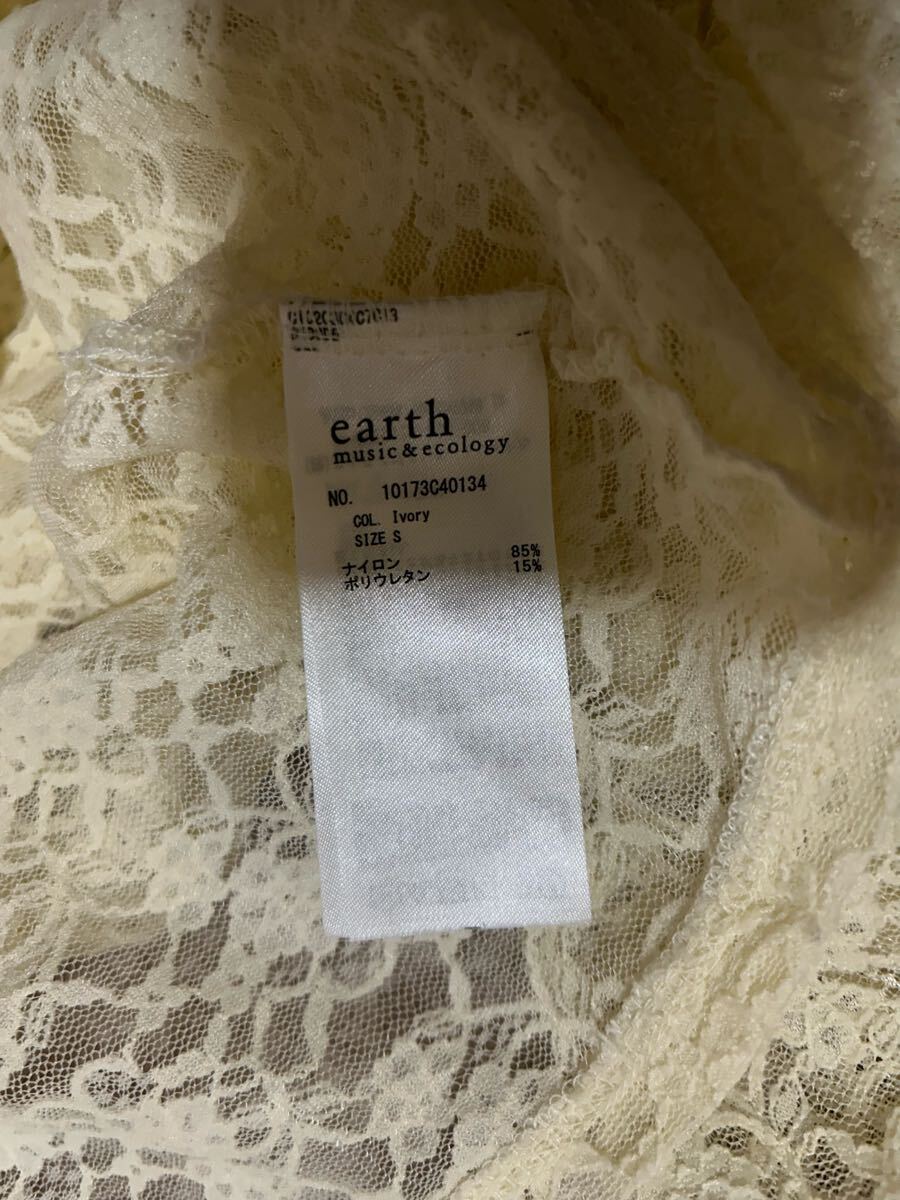 earth
music&ecology
NO. 10173C40134
COL. Ivory
SIZE S
ナイロン 85%
ポリウレタン 15%